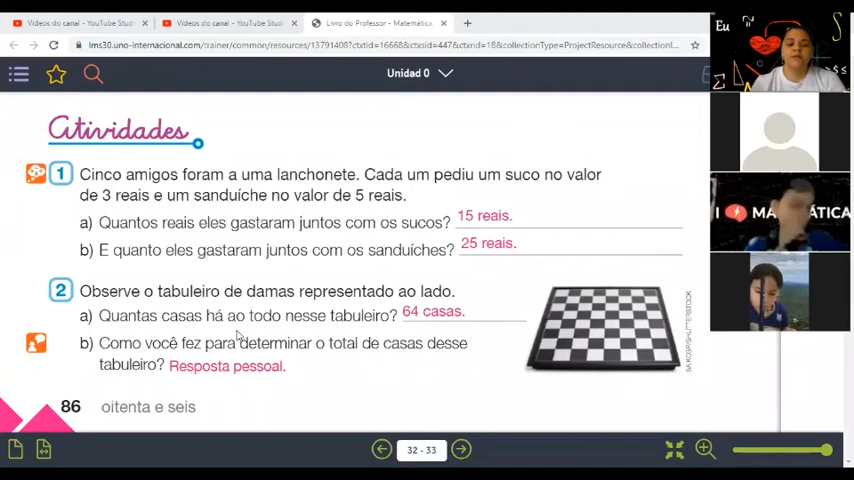 Vídeos do canal - YouTube Studi
Vídeos do canal - YouTube Studi
Livro do Professor - Matemática,
lms30.uno-internacional.com/trainer/common/resources/13791408?ctxtid=16668&ctxsid=447&ctxrid=18&collectionType=ProjectResource&collectionI...
Unidad 0
Eu
Atividades
1 Cinco amigos foram a uma lanchonete. Cada um pediu um suco no valor
de 3 reais e um sanduíche no valor de 5 reais.
a) Quantos reais eles gastaram juntos com os sucos? 15 reais.
b) E quanto eles gastaram juntos com os sanduíches? 25 reais.
2 Observe o tabuleiro de damas representado ao lado.
a) Quantas casas há ao todo nesse tabuleiro? 64 casas.
b) Como você fez para determinar o total de casas desse
tabuleiro? Resposta pessoal.
SAIKO3P/SHUTTERSTOCK
86 oitenta e seis
32 - 33